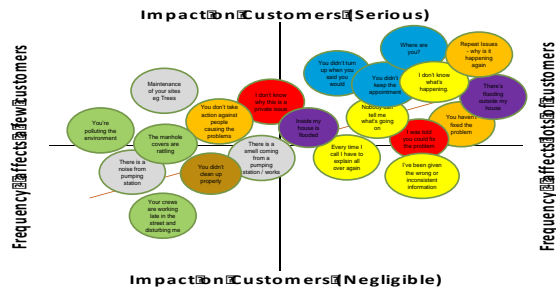 Impact on Customers (Serious)
Frequency affects few Customers
Frequency affects lots of Customers
Where are
you?
Repeat Issues
- why is it
happening
again
You didn't turn
up when you
said you
would
Maintenance
of your sites
eg Trees
You didn't
keep the
appointment
I don't know
what's
happening.
There's
flooding
outside my
house
I don't know
why this is a
private issue
You don't take
action against
people
causing the
problems
Nobody can
tell me
what's going
on
You're
polluting the
environment
Inside my
house is
flooded
You haven't
fixed the
problem
The manhole
covers are
rattling
I was told
you would fix
the problem
There is a
smell coming
from a
pumping
station / works
Every time I
call I have to
explain all
over again
There is a
noise from
pumping
station
You didn't
clean up
properly
I've been given
the wrong or
inconsistent
information
Your crews
are working
late in the
street and
disturbing me
Impact on Customers (Negligible)